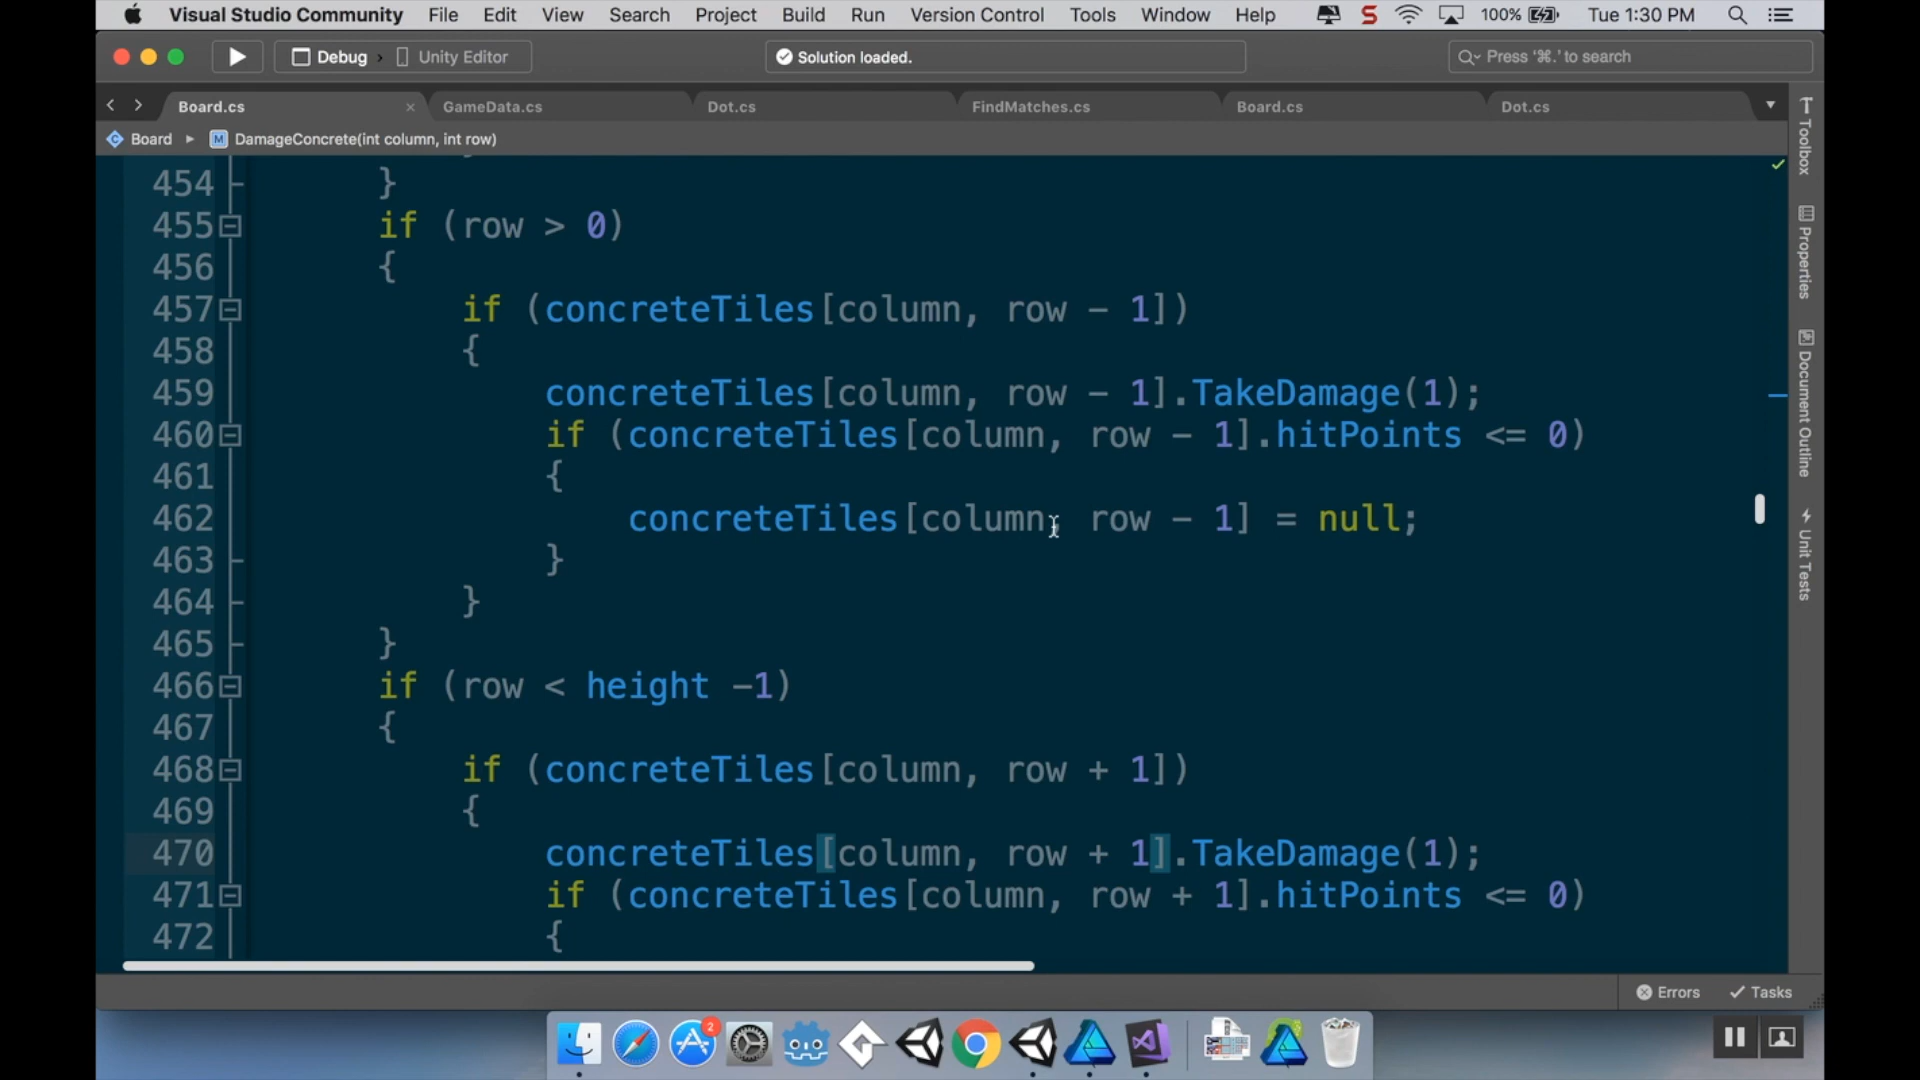 Visual Studio Community File Edit View Search Project Build Run Version Control Tools Window Help S 100% Tue 1:30 PM
Debug > Unity Editor Solution loaded. Press '⌘.' to search
Board.cs × GameData.cs Dot.cs FindMatches.cs Board.cs Dot.cs
Board ▸ M DamageConcrete(int column, int row)
454 }
455 if (row > 0)
456 {
457 if (concreteTiles[column, row - 1])
458 {
459 concreteTiles[column, row - 1].TakeDamage(1);
460 if (concreteTiles[column, row - 1].hitPoints <= 0)
461 {
462 concreteTiles[column, row - 1] = null;
463 }
464 }
465 }
466 if (row < height -1)
467 {
468 if (concreteTiles[column, row + 1])
469 {
470 concreteTiles[column, row + 1].TakeDamage(1);
471 if (concreteTiles[column, row + 1].hitPoints <= 0)
472 {
Toolbox
Properties
Document Outline
Unit Tests
Errors Tasks
2